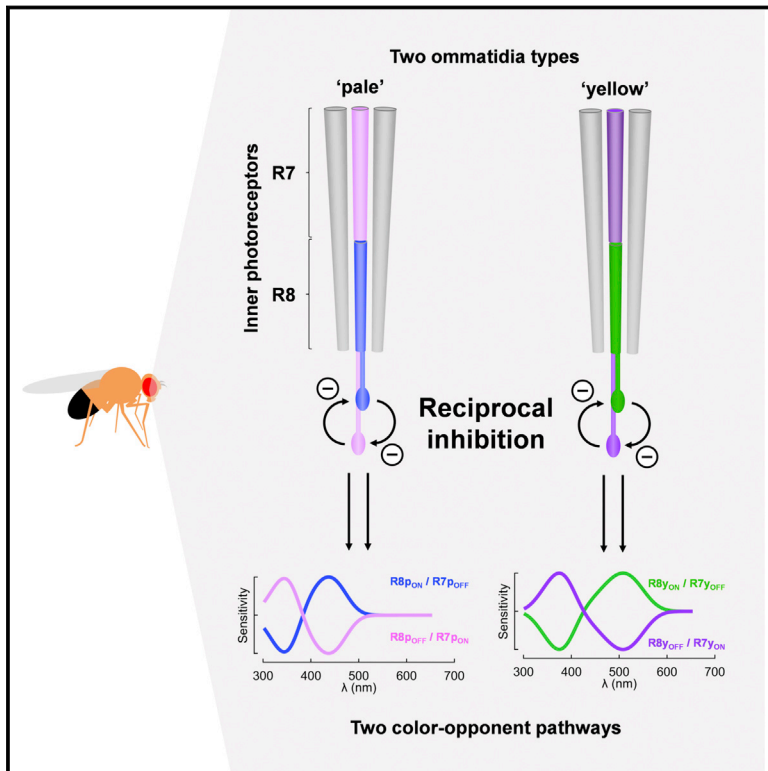 Two ommatidia types
'pale'
'yellow'
Inner photoreceptors
R7
R8
Reciprocal
inhibition
Sensitivity
R8pON / R7pOFF
R8pOFF / R7pON
300 400 500 600 700
λ (nm)
Sensitivity
R8yON / R7yOFF
R8yOFF / R7yON
300 400 500 600 700
λ (nm)
Two color-opponent pathways